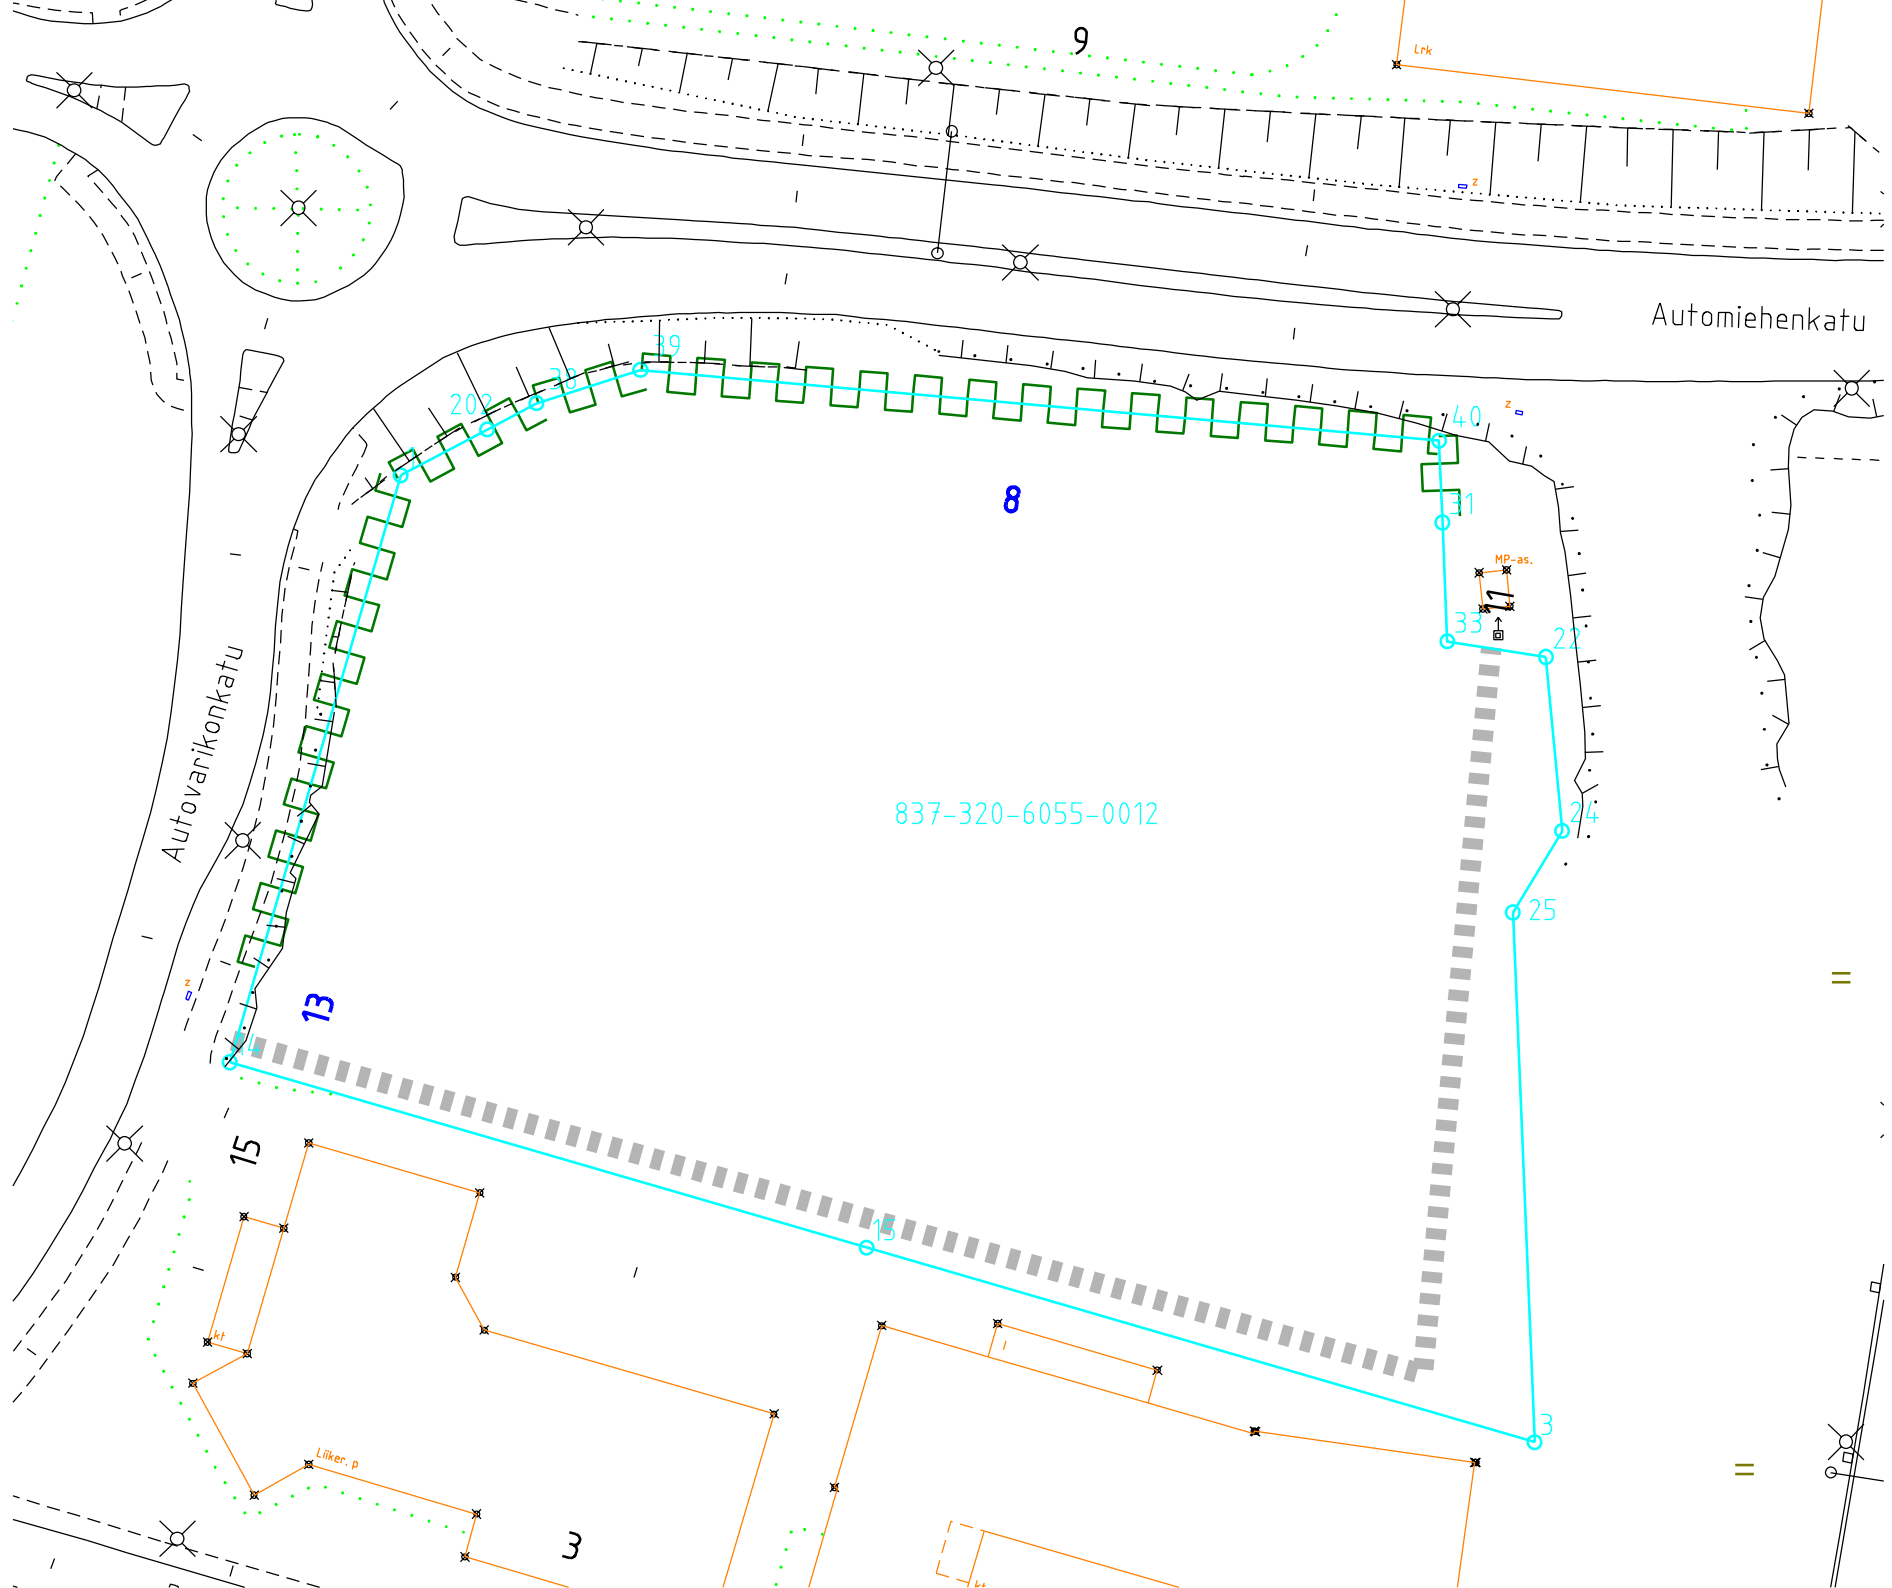 9
Lrk
z
Automiehenkatu
39
38
202
z
40
8
31
MP-as.
11
33
22
Autovarikonkatu
837-320-6055-0012
24
25
z
13
15
15
kt
3
Liiker. p
3
kt